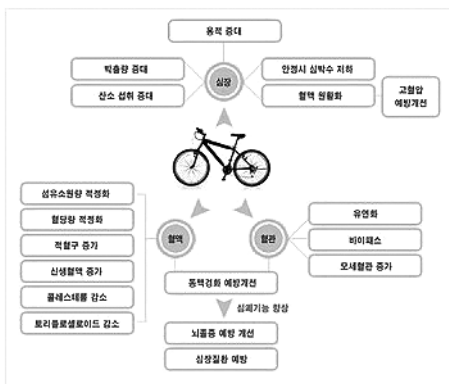 용적 증대
박출량 증대
안정시 심박수 저하
심장
산소 섭취 증대
혈액 원활화
고혈압
예방개선
섬유소원량 적정화
혈당량 적정화
적혈구 증가
신생혈액 증가
콜레스테롤 감소
토리플로셀로이드 감소
혈액
혈관
유연화
바이패스
모세혈관 증가
동맥경화 예방개선
심폐기능 향상
뇌졸중 예방 개선
심장질환 예방